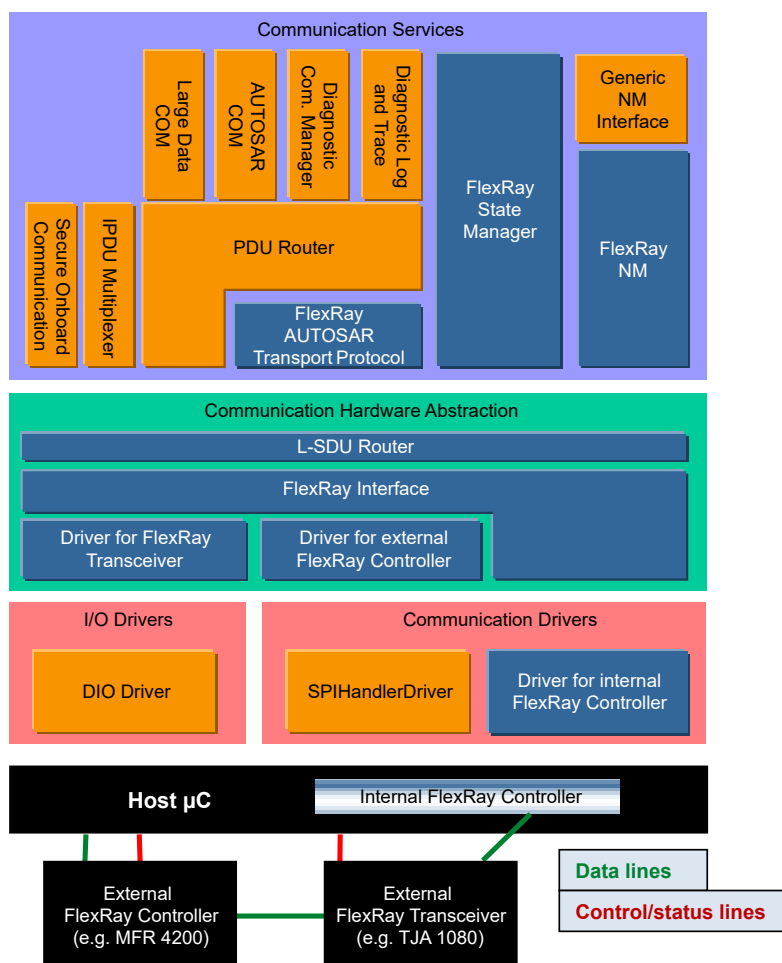 Communication Services
Large Data
COM
AUTOSAR
COM
Diagnostic
Com. Manager
Diagnostic Log
and Trace
FlexRay
State
Manager
Generic
NM
Interface
Secure Onboard
Communication
IPDU Multiplexer
PDU Router
FlexRay
AUTOSAR
Transport Protocol
FlexRay
NM
Communication Hardware Abstraction
L-SDU Router
FlexRay Interface
Driver for FlexRay
Transceiver
Driver for external
FlexRay Controller
I/O Drivers
DIO Driver
Communication Drivers
SPIHandlerDriver
Driver for internal
FlexRay Controller
Host µC
Internal FlexRay Controller
External
FlexRay Controller
(e.g. MFR 4200)
External
FlexRay Transceiver
(e.g. TJA 1080)
Data lines
Control/status lines